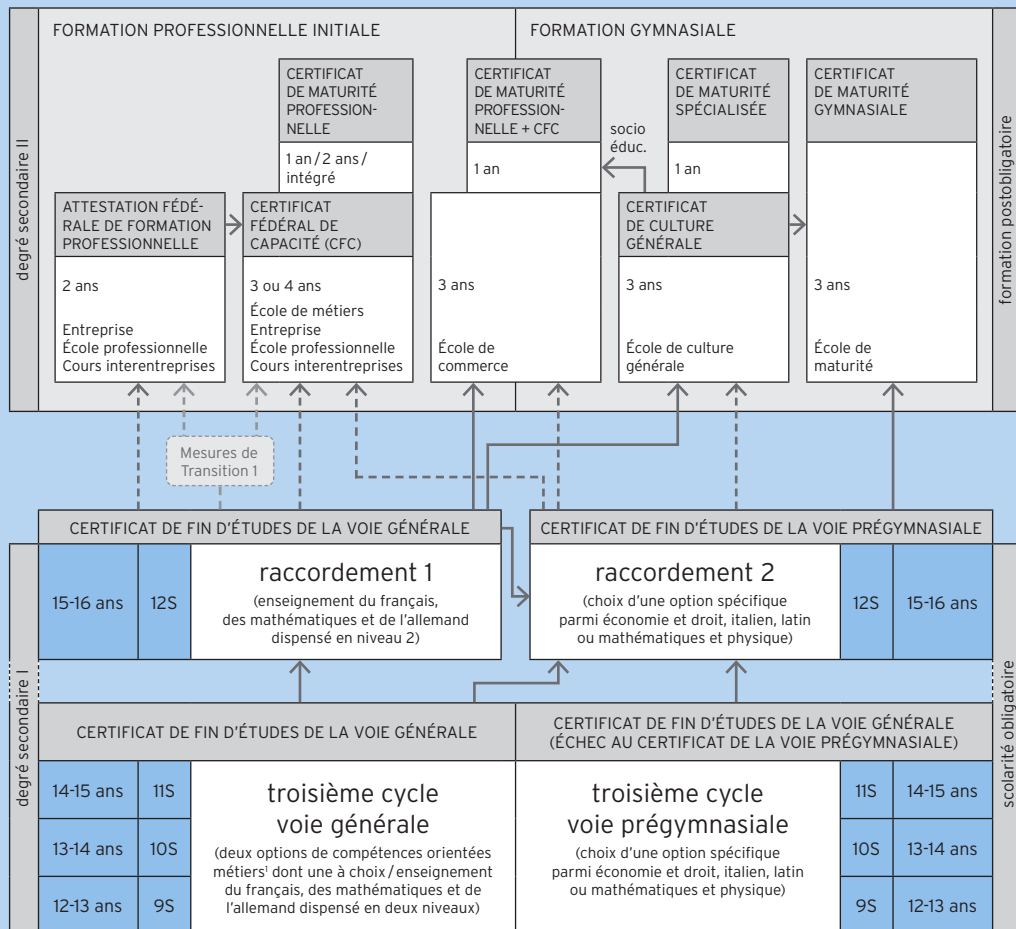 FORMATION PROFESSIONNELLE INITIALE
FORMATION GYMNASIALE
degré secondaire II
formation postobligatoire
CERTIFICAT
DE MATURITÉ
PROFESSION-
NELLE
1 an / 2 ans /
intégré
CERTIFICAT
DE MATURITÉ
PROFESSION-
NELLE + CFC
1 an
socio
éduc.
CERTIFICAT
DE MATURITÉ
SPÉCIALISÉE
1 an
CERTIFICAT
DE MATURITÉ
GYMNASIALE
ATTESTATION FÉDÉ-
RALE DE FORMATION
PROFESSIONNELLE
2 ans
Entreprise
École professionnelle
Cours interentreprises
CERTIFICAT
FÉDÉRAL DE
CAPACITÉ (CFC)
3 ou 4 ans
École de métiers
Entreprise
École professionnelle
Cours interentreprises
3 ans
École de
commerce
CERTIFICAT
DE CULTURE
GÉNÉRALE
3 ans
École de culture
générale
3 ans
École de
maturité
Mesures de
Transition 1
CERTIFICAT DE FIN D'ÉTUDES DE LA VOIE GÉNÉRALE
CERTIFICAT DE FIN D'ÉTUDES DE LA VOIE PRÉGYMNASIALE
degré secondaire I
scolarité obligatoire
15-16 ans
12S
raccordement 1
(enseignement du français,
des mathématiques et de l'allemand
dispensé en niveau 2)
raccordement 2
(choix d'une option spécifique
parmi économie et droit, italien, latin
ou mathématiques et physique)
12S
15-16 ans
CERTIFICAT DE FIN D'ÉTUDES DE LA VOIE GÉNÉRALE
CERTIFICAT DE FIN D'ÉTUDES DE LA VOIE GÉNÉRALE
(ÉCHEC AU CERTIFICAT DE LA VOIE PRÉGYMNASIALE)
14-15 ans
11S
13-14 ans
10S
12-13 ans
9S
troisième cycle
voie générale
(deux options de compétences orientées
métiers¹ dont une à choix / enseignement
du français, des mathématiques et de
l'allemand dispensé en deux niveaux)
troisième cycle
voie prégymnasiale
(choix d'une option spécifique
parmi économie et droit, italien, latin
ou mathématiques et physique)
11S
14-15 ans
10S
13-14 ans
9S
12-13 ans